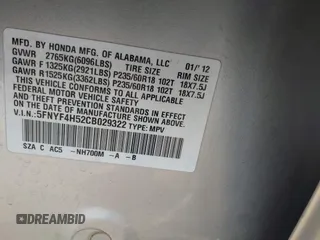 MFD. BY HONDA MFG. OF ALABAMA, LLC 01/'12
GVWR 2765KG(6096LBS) TIRE SIZE RIM SIZE
GAWR F 1325KG(2921LBS) P235/60R18 102T 18X7.5J
GAWR R1525KG(3362LBS) P235/60R18 102T 18X7.5J
THIS VEHICLE CONFORMS TO ALL APPLICABLE
FEDERAL MOTOR VEHICLE SAFETY AND
THEFT PREVENTION STANDARDS IN EFFECT ON
THE DATE OF MANUFACTURE SHOWN ABOVE.
V.I.N.:5FNYF4H52CB029322 TYPE: MPV
SZA C AC5 -NH700M -A -B
DREAMBID